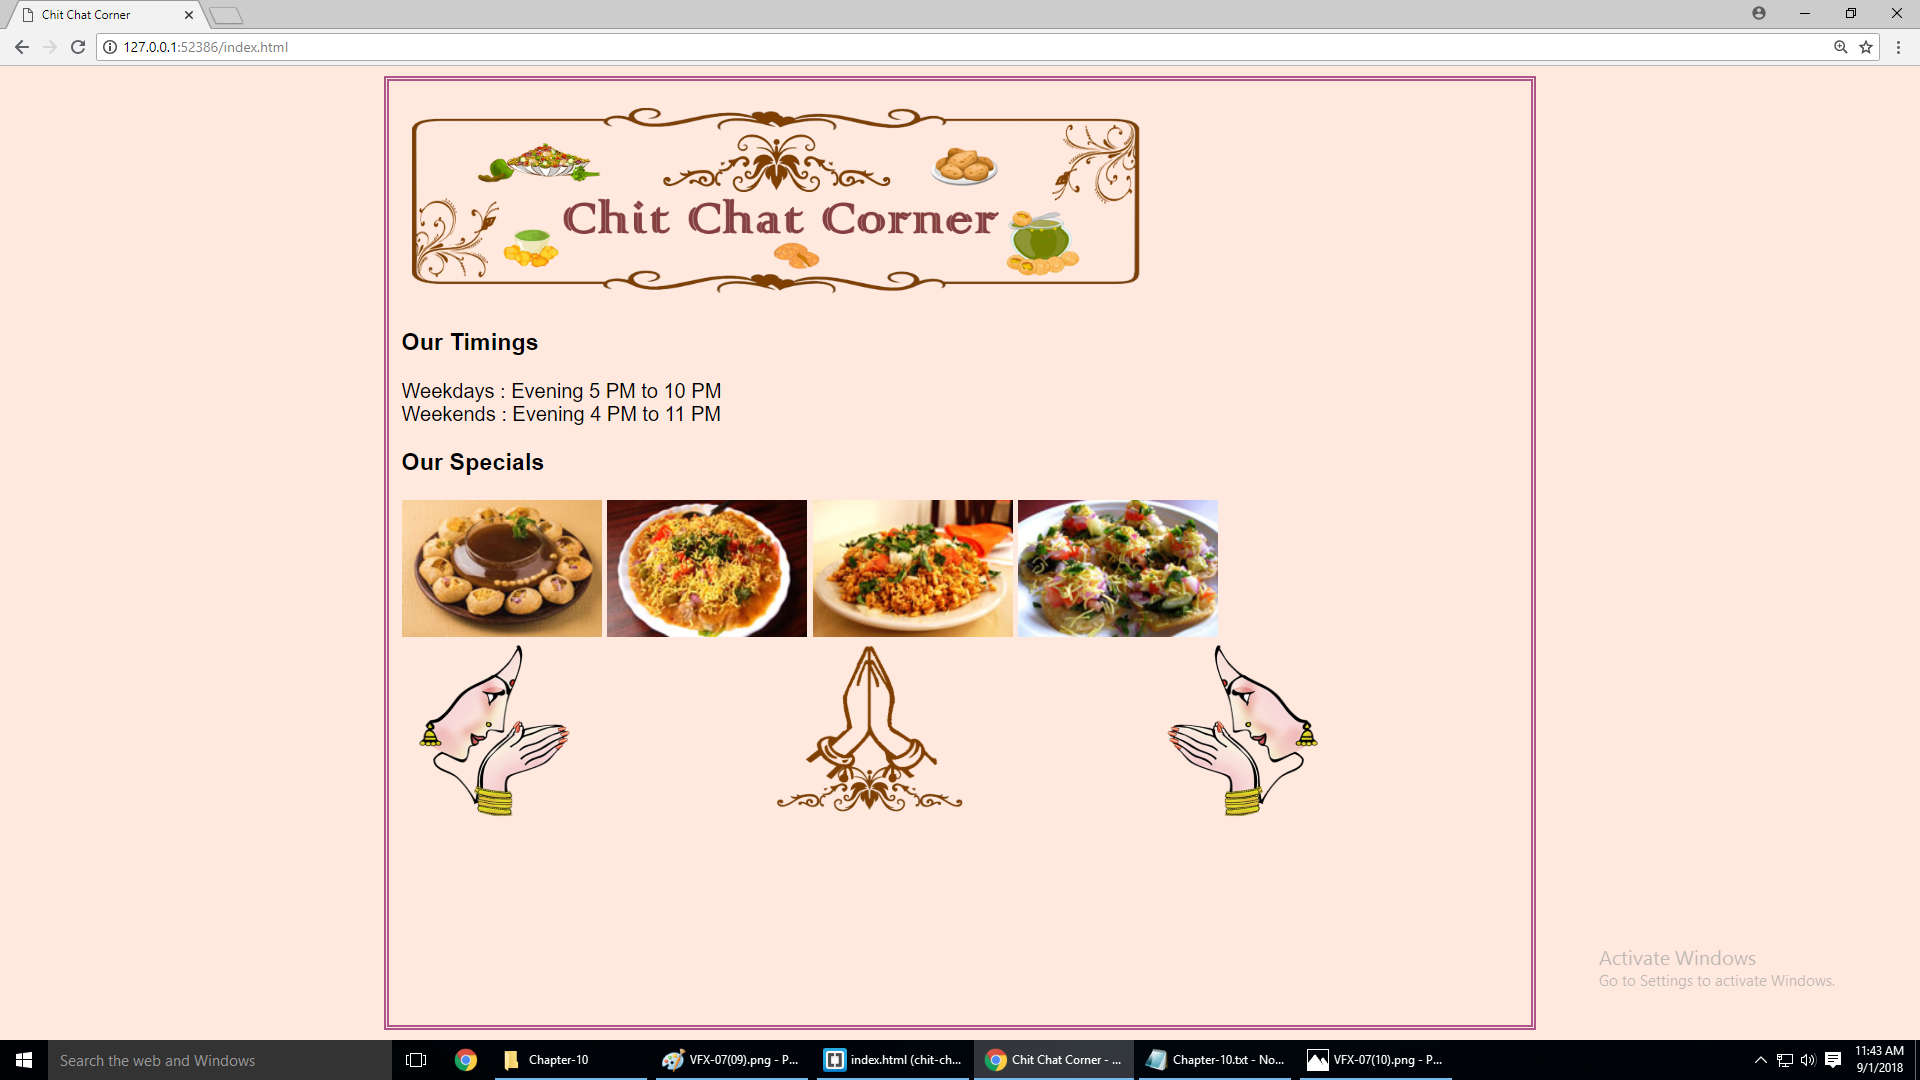 Chit Chat Corner
127.0.0.1:52386/index.html
Chit Chat Corner
Our Timings
Weekdays : Evening 5 PM to 10 PM
Weekends : Evening 4 PM to 11 PM
Our Specials
Activate Windows
Go to Settings to activate Windows.
Search the web and Windows
Chapter-10
VFX-07(09).png - P...
index.html (chit-ch...
Chit Chat Corner - ...
Chapter-10.txt - No...
VFX-07(10).png - P...
11:43 AM
9/1/2018